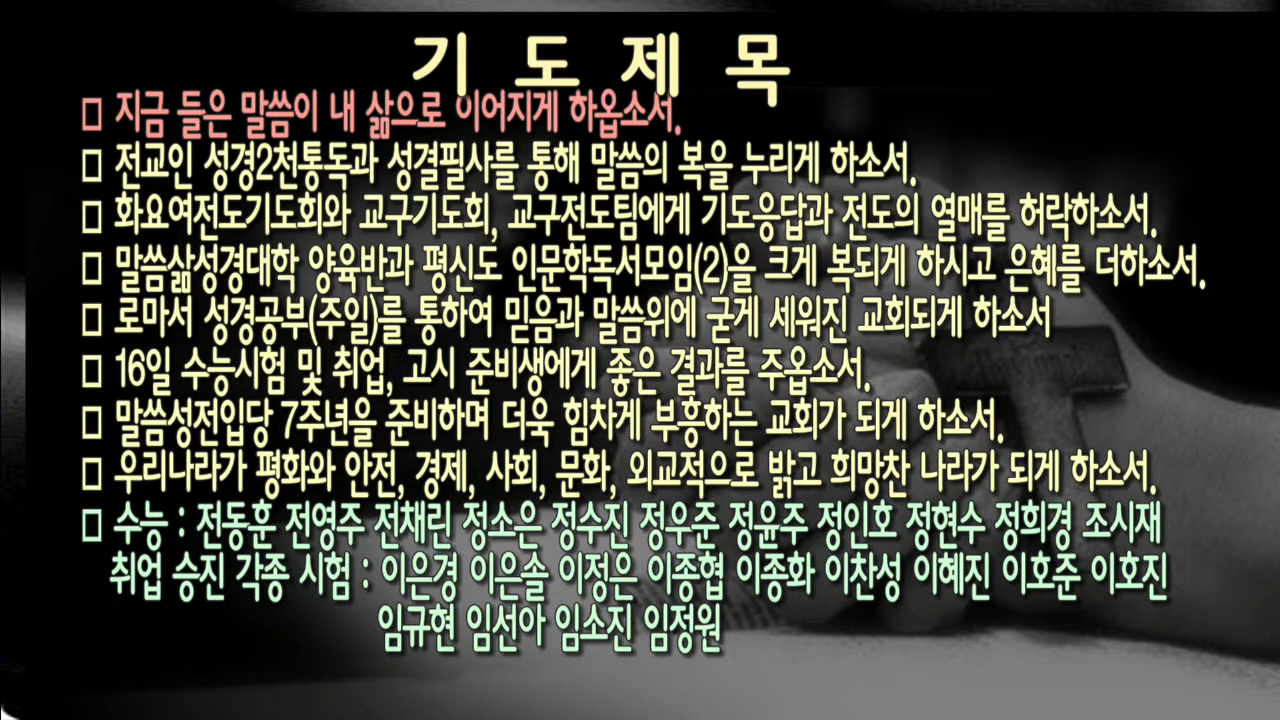 기 도 제 목
□ 지금 들은 말씀이 내 삶으로 이어지게 하옵소서.
□ 전교인 성경2천통독과 성결필사를 통해 말씀의 복을 누리게 하소서.
□ 화요여전도기도회와 교구기도회, 교구전도팀에게 기도응답과 전도의 열매를 허락하소서.
□ 말씀삶성경대학 양육반과 평신도 인문학독서모임(2)을 크게 복되게 하시고 은혜를 더하소서.
□ 로마서 성경공부(주일)를 통하여 믿음과 말씀위에 굳게 세워진 교회되게 하소서
□ 16일 수능시험 및 취업, 고시 준비생에게 좋은 결과를 주옵소서.
□ 말씀성전입당 7주년을 준비하며 더욱 힘차게 부흥하는 교회가 되게 하소서.
□ 우리나라가 평화와 안전, 경제, 사회, 문화, 외교적으로 밝고 희망찬 나라가 되게 하소서.
□ 수능 : 전동훈 전영주 전채린 정소은 정수진 정우준 정윤주 정인호 정현수 정희경 조시재
취업 승진 각종 시험 : 이은경 이은솔 이정은 이종협 이종화 이찬성 이혜진 이호준 이호진
임규현 임선아 임소진 임정원